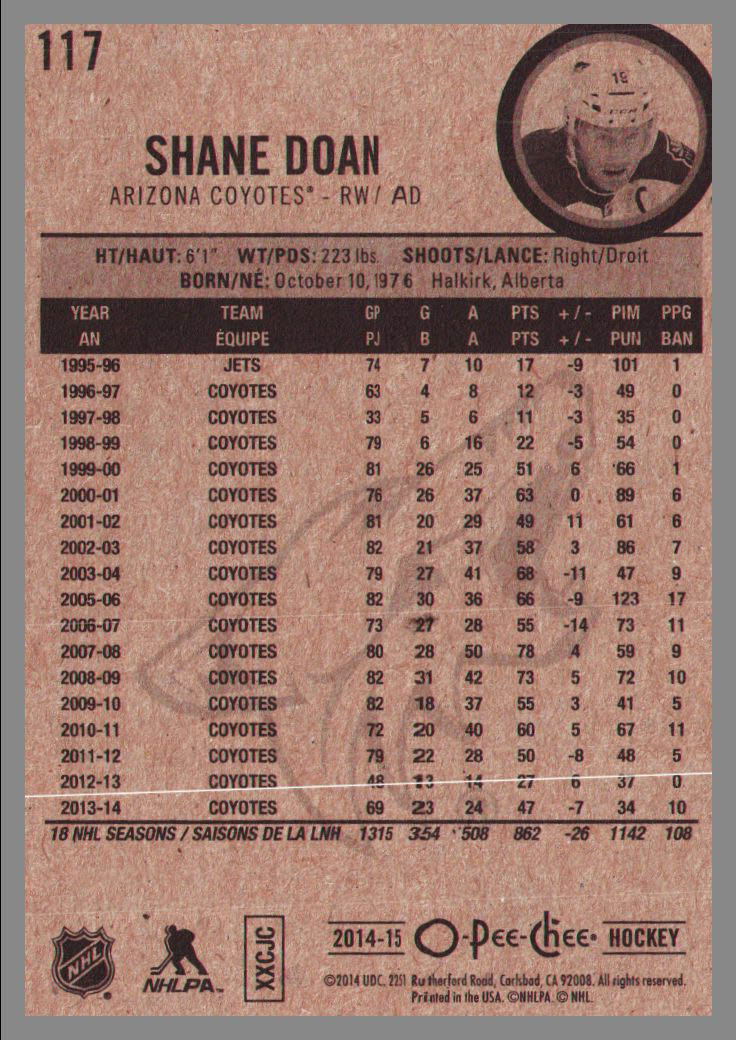 117
19
SHANE DOAN
ARIZONA COYOTES® - RW/ AD
HT/HAUT: 6'1" WT/PDS: 223 lbs. SHOOTS/LANCE: Right/Droit
BORN/NÉ: October 10, 1976 Halkirk, Alberta
YEAR TEAM GP G A PTS +/- PIM PPG
AN ÉQUIPE PJ B A PTS +/- PUN BAN
1995-96 JETS 74 7 10 17 -9 101 1
1996-97 COYOTES 63 4 8 12 -3 49 0
1997-98 COYOTES 33 5 6 11 -3 35 0
1998-99 COYOTES 79 6 16 22 -5 54 0
1999-00 COYOTES 81 26 25 51 6 66 1
2000-01 COYOTES 76 26 37 63 0 89 6
2001-02 COYOTES 81 20 29 49 11 61 6
2002-03 COYOTES 82 21 37 58 3 86 7
2003-04 COYOTES 79 27 41 68 -11 47 9
2005-06 COYOTES 82 30 36 66 -9 123 17
2006-07 COYOTES 73 27 28 55 -14 73 11
2007-08 COYOTES 80 28 50 78 4 59 9
2008-09 COYOTES 82 31 42 73 5 72 10
2009-10 COYOTES 82 18 37 55 3 41 5
2010-11 COYOTES 72 20 40 60 5 67 11
2011-12 COYOTES 79 22 28 50 -8 48 5
2012-13 COYOTES 48 13 14 27 6 37 0
2013-14 COYOTES 69 23 24 47 -7 34 10
18 NHL SEASONS / SAISONS DE LA LNH 1315 354 508 862 -26 1142 108
NHL
NHLPA™
XXCJC
2014-15 O-Pee-Chee® HOCKEY
©2014 UDC. 2251 Rutherford Road, Carlsbad, CA 92008. All rights reserved.
Printed in the USA. ©NHLPA. © NHL.